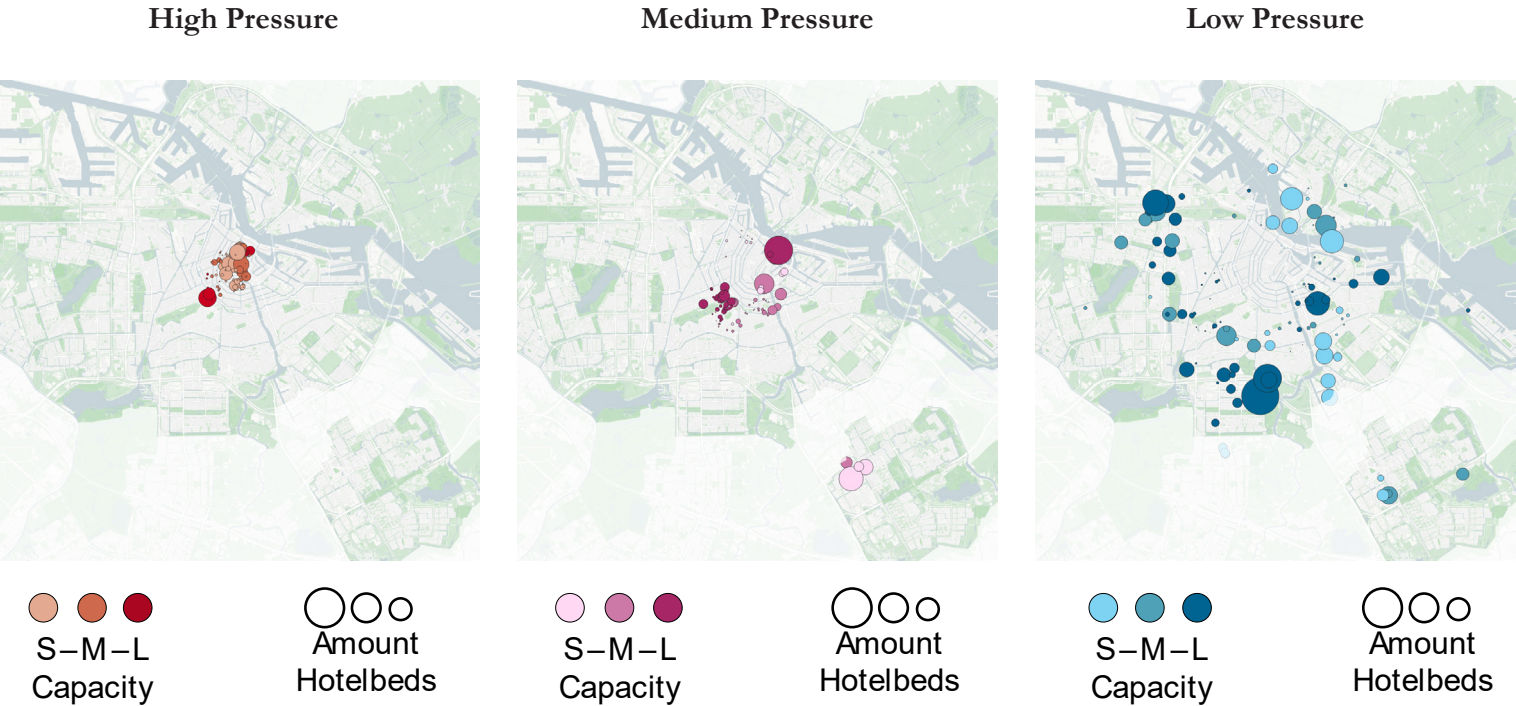 High Pressure
Medium Pressure
Low Pressure
S–M–L
Capacity
Amount
Hotelbeds
S–M–L
Capacity
Amount
Hotelbeds
S–M–L
Capacity
Amount
Hotelbeds